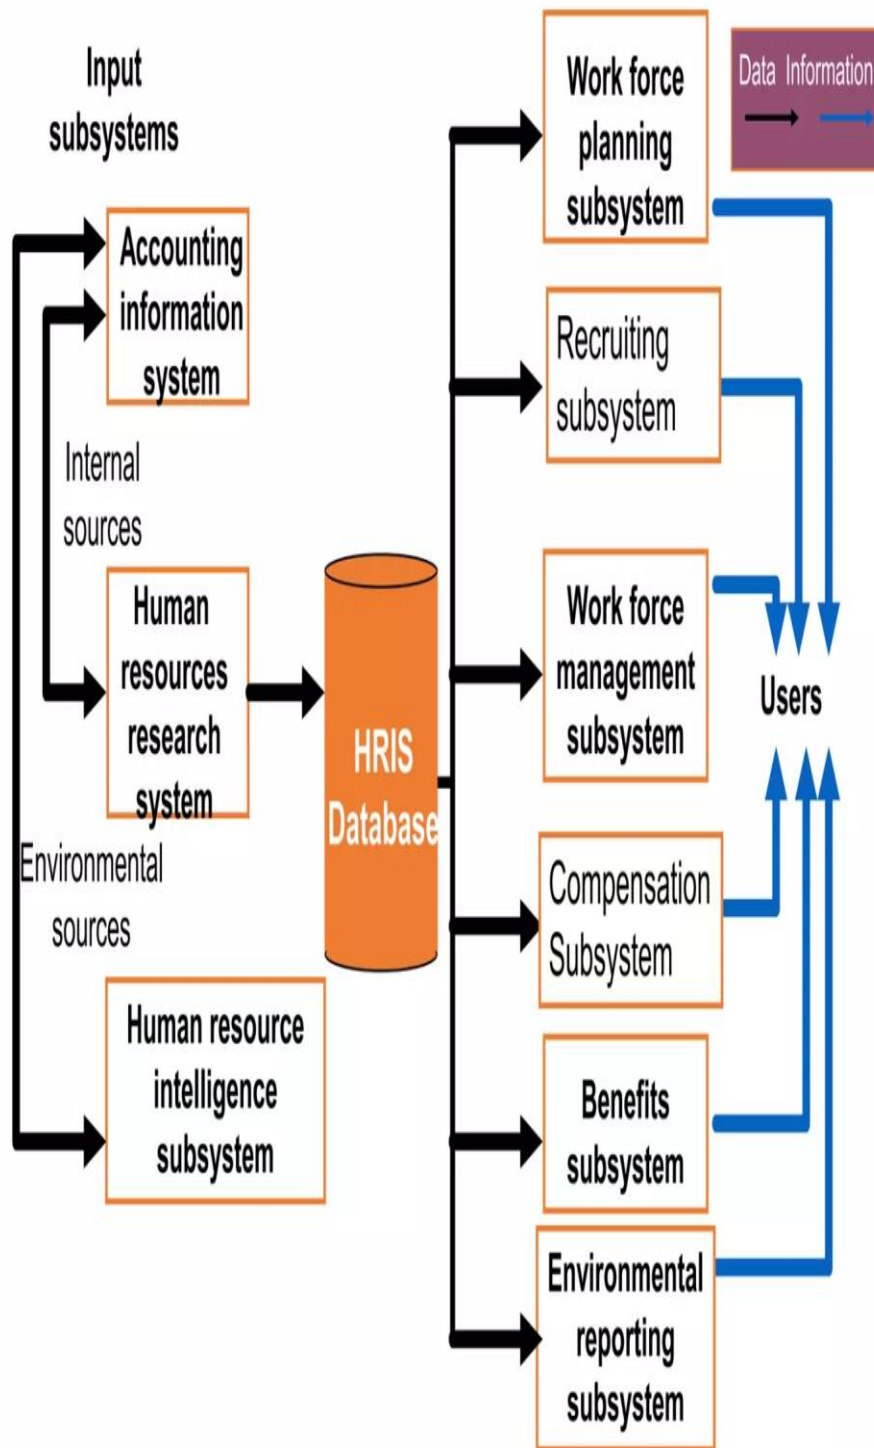 Input
subsystems
Accounting
information
system
Internal
sources
Human
resources
research
system
Environmental
sources
Human resource
intelligence
subsystem
HRIS
Database
Work force
planning
subsystem
Recruiting
subsystem
Work force
management
subsystem
Compensation
Subsystem
Benefits
subsystem
Environmental
reporting
subsystem
Data Information
Users